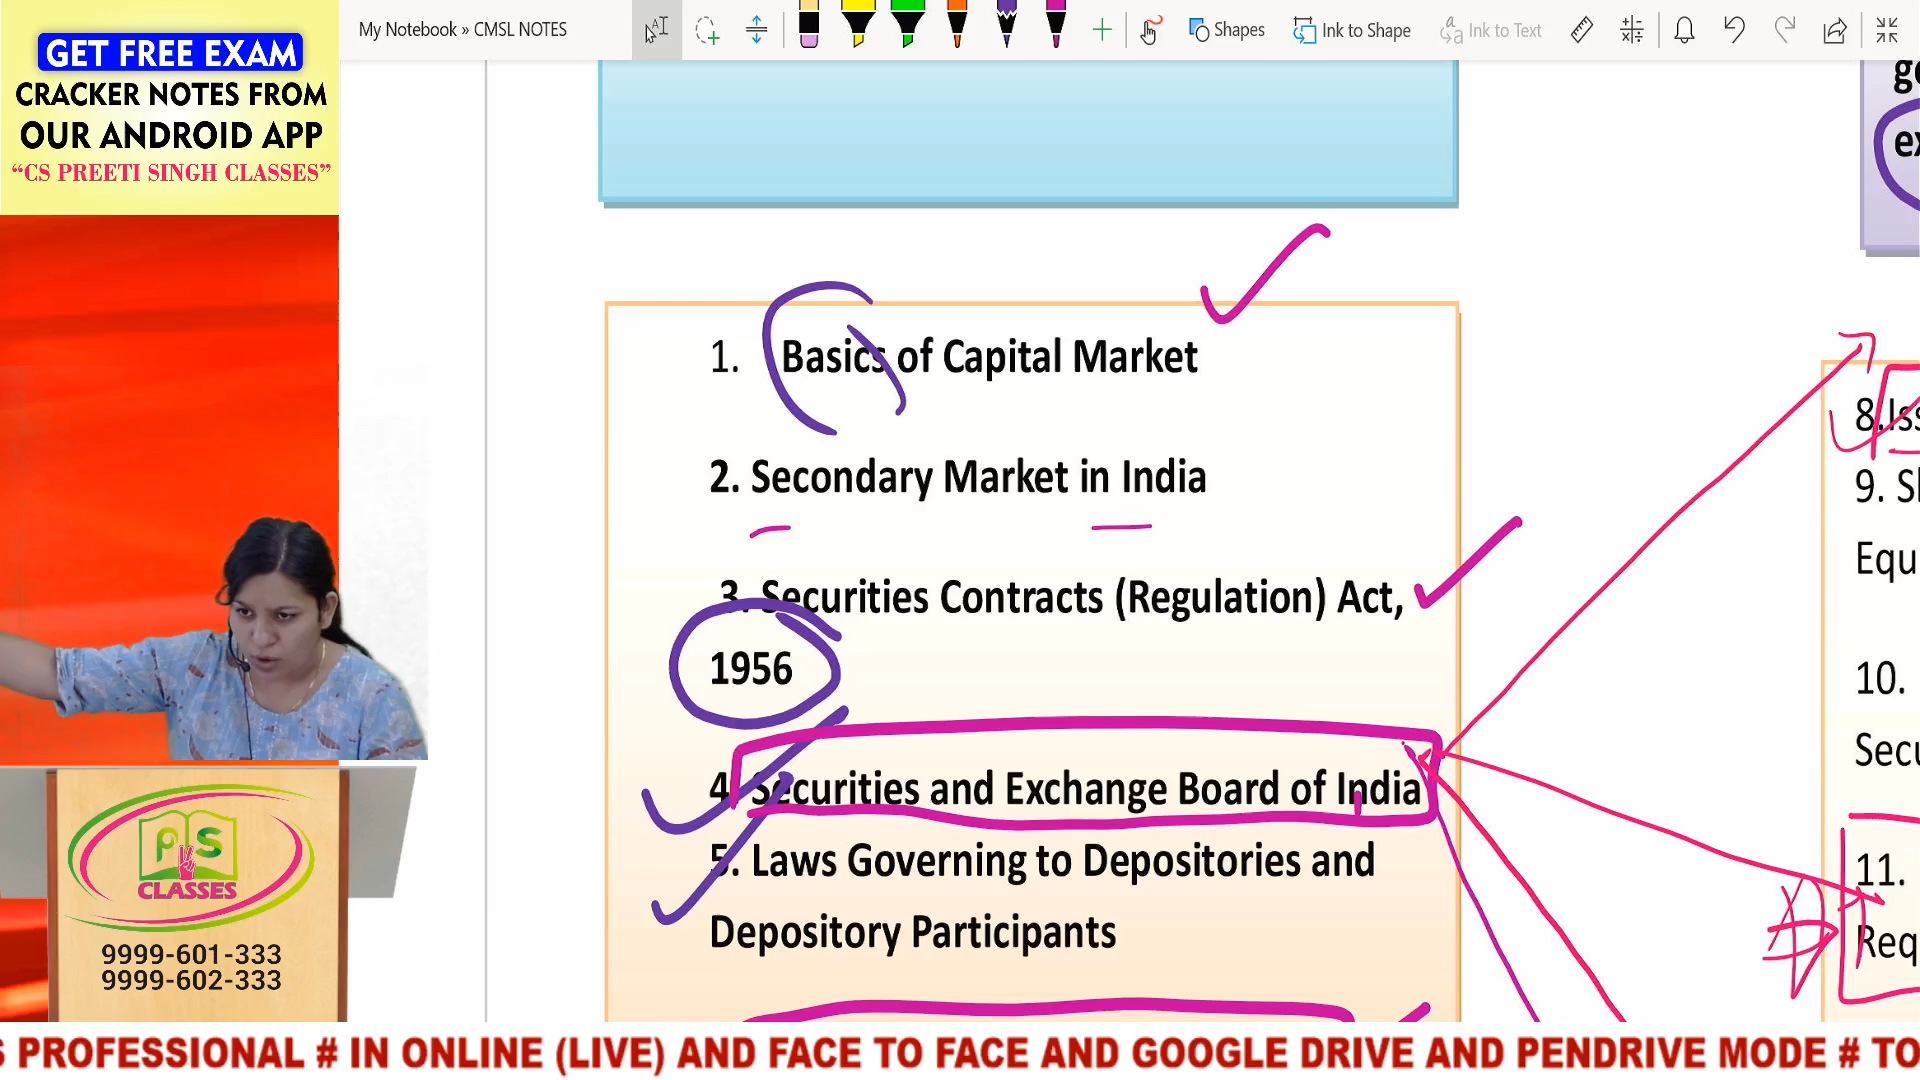 My Notebook » CMSL NOTES
Shapes
Ink to Shape
Ink to Text
GET FREE EXAM
CRACKER NOTES FROM
OUR ANDROID APP
“CS PREETI SINGH CLASSES”
1. Basics of Capital Market
2. Secondary Market in India
3. Securities Contracts (Regulation) Act,
1956
4. Securities and Exchange Board of India
5. Laws Governing to Depositories and
Depository Participants
8.
9.
10.
11.
PS
CLASSES
9999-601-333
9999-602-333
PROFESSIONAL # IN ONLINE (LIVE) AND FACE TO FACE AND GOOGLE DRIVE AND PENDRIVE MODE # TO